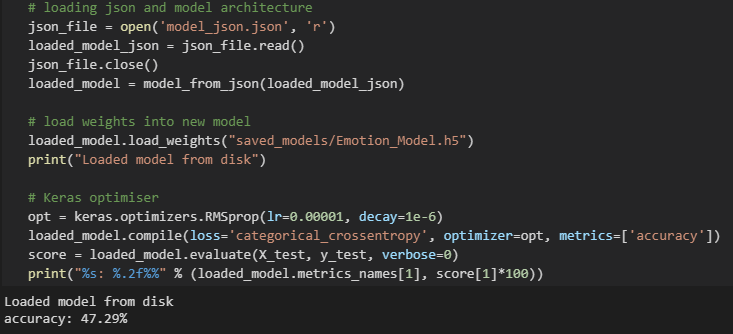 # loading json and model architecture
json_file = open('model_json.json', 'r')
loaded_model_json = json_file.read()
json_file.close()
loaded_model = model_from_json(loaded_model_json)
# load weights into new model
loaded_model.load_weights("saved_models/Emotion_Model.h5")
print("Loaded model from disk")
# Keras optimiser
opt = keras.optimizers.RMSprop(lr=0.00001, decay=1e-6)
loaded_model.compile(loss='categorical_crossentropy', optimizer=opt, metrics=['accuracy'])
score = loaded_model.evaluate(X_test, y_test, verbose=0)
print("%s: %.2f%%" % (loaded_model.metrics_names[1], score[1]*100))
Loaded model from disk
accuracy: 47.29%